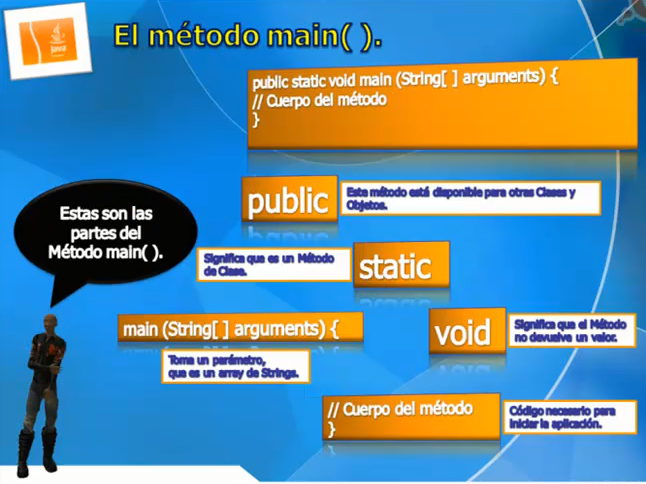 java
El método main( ).
public static void main (String[ ] arguments) {
// Cuerpo del método
}
public
Este método está disponible para otras Clases y
Objetos.
Estas son las
partes del
Método main( ).
Significa que es un Método
de Clase.
static
main (String[ ] arguments) {
Toma un parámetro,
que es un array de Strings.
void
Significa que el Método
no devuelve un valor.
// Cuerpo del método
}
Código necesario para
iniciar la aplicación.